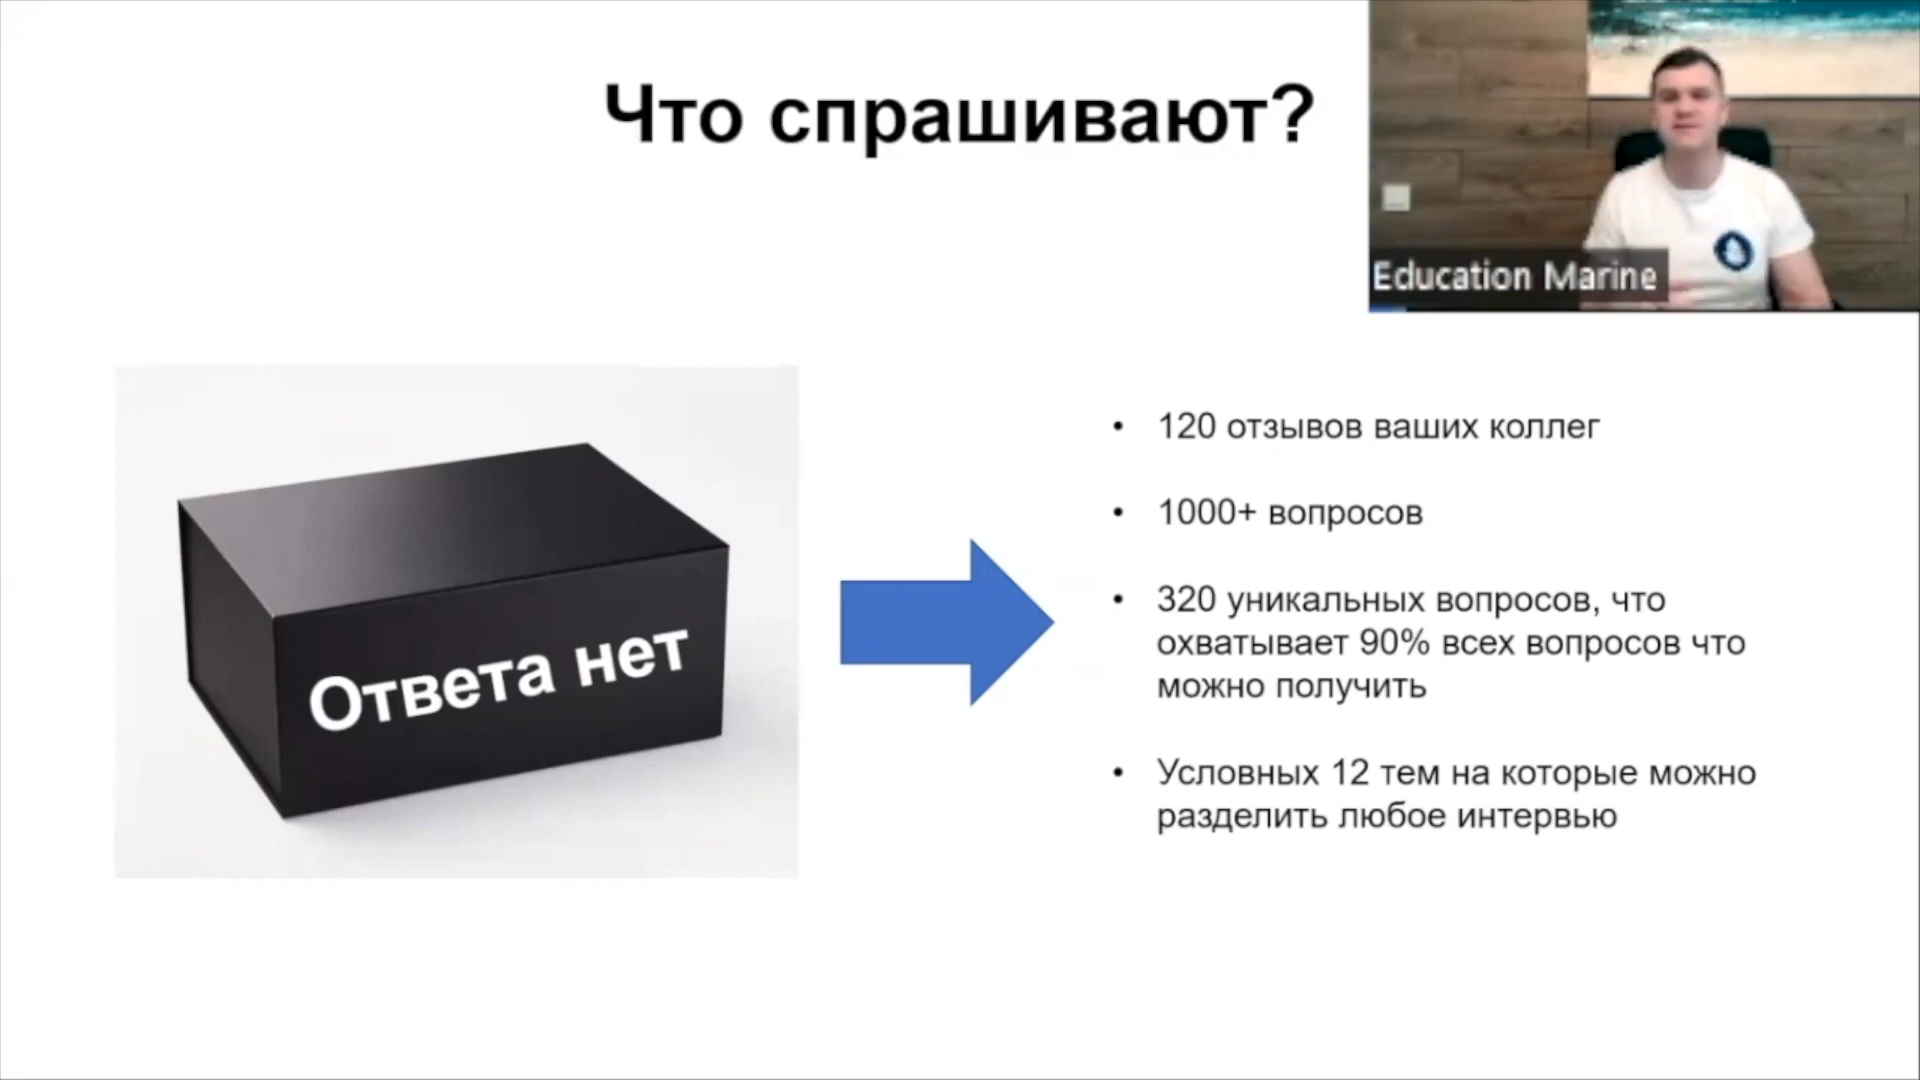 Что спрашивают?
Education Marine
Ответа нет
• 120 отзывов ваших коллег
• 1000+ вопросов
• 320 уникальных вопросов, что
охватывает 90% всех вопросов что
можно получить
• Условных 12 тем на которые можно
разделить любое интервью